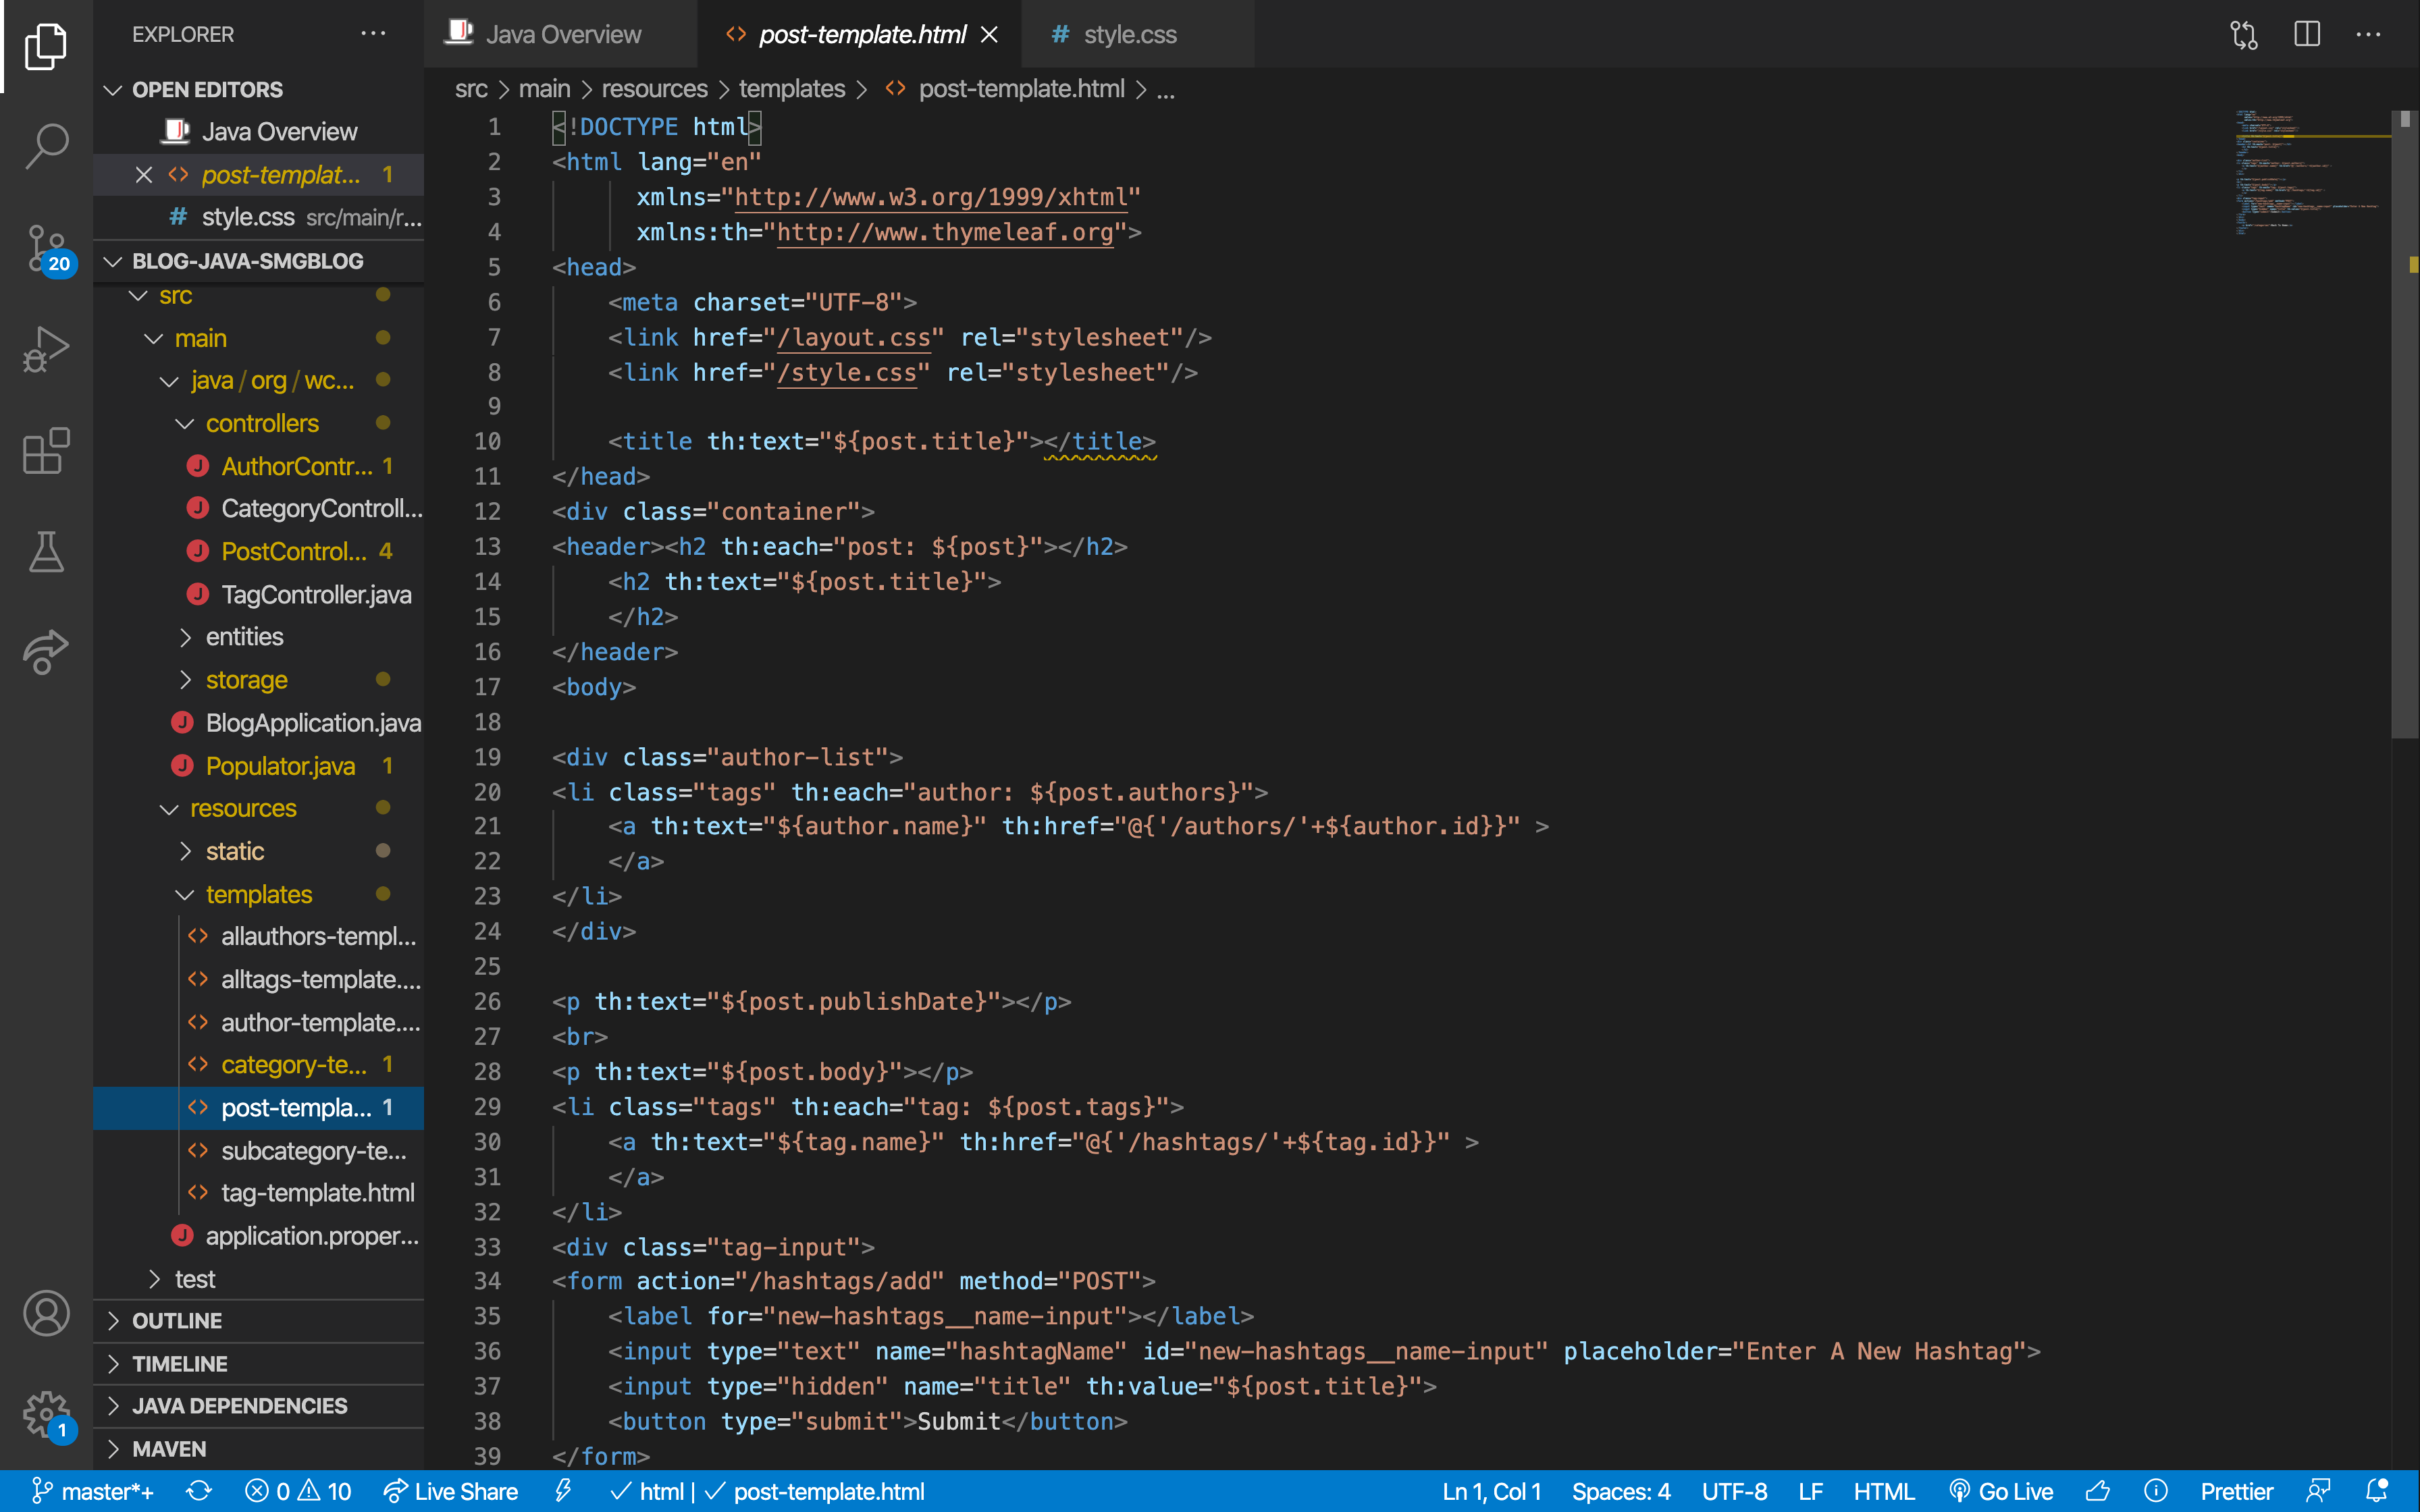 EXPLORER
OPEN EDITORS
Java Overview
post-templat... 1
style.css src/main/r...
BLOG-JAVA-SMGBLOG
src
main
java / org / wc...
controllers
AuthorContr... 1
CategoryControll...
PostControl... 4
TagController.java
entities
storage
BlogApplication.java
Populator.java 1
resources
static
templates
allauthors-templ...
alltags-template....
author-template....
category-te... 1
post-templa... 1
subcategory-te...
tag-template.html
application.proper...
test
OUTLINE
TIMELINE
JAVA DEPENDENCIES
MAVEN
20
1
Java Overview post-template.html # style.css
src > main > resources > templates > <> post-template.html > ...
1 <!DOCTYPE html>
2 <html lang="en"
3 xmlns="http://www.w3.org/1999/xhtml"
4 xmlns:th="http://www.thymeleaf.org">
5 <head>
6 <meta charset="UTF-8">
7 <link href="/layout.css" rel="stylesheet"/>
8 <link href="/style.css" rel="stylesheet"/>
9
10 <title th:text="${post.title}"></title>
11 </head>
12 <div class="container">
13 <header><h2 th:each="post: ${post}"></h2>
14 <h2 th:text="${post.title}">
15 </h2>
16 </header>
17 <body>
18
19 <div class="author-list">
20 <li class="tags" th:each="author: ${post.authors}">
21 <a th:text="${author.name}" th:href="@{'/authors/'+${author.id}}" >
22 </a>
23 </li>
24 </div>
25
26 <p th:text="${post.publishDate}"></p>
27 <br>
28 <p th:text="${post.body}"></p>
29 <li class="tags" th:each="tag: ${post.tags}">
30 <a th:text="${tag.name}" th:href="@{'/hashtags/'+${tag.id}}" >
31 </a>
32 </li>
33 <div class="tag-input">
34 <form action="/hashtags/add" method="POST">
35 <label for="new-hashtags__name-input"></label>
36 <input type="text" name="hashtagName" id="new-hashtags__name-input" placeholder="Enter A New Hashtag">
37 <input type="hidden" name="title" th:value="${post.title}">
38 <button type="submit">Submit</button>
39 </form>
master*+ 0 10 Live Share html | post-template.html Ln 1, Col 1 Spaces: 4 UTF-8 LF HTML Go Live Prettier